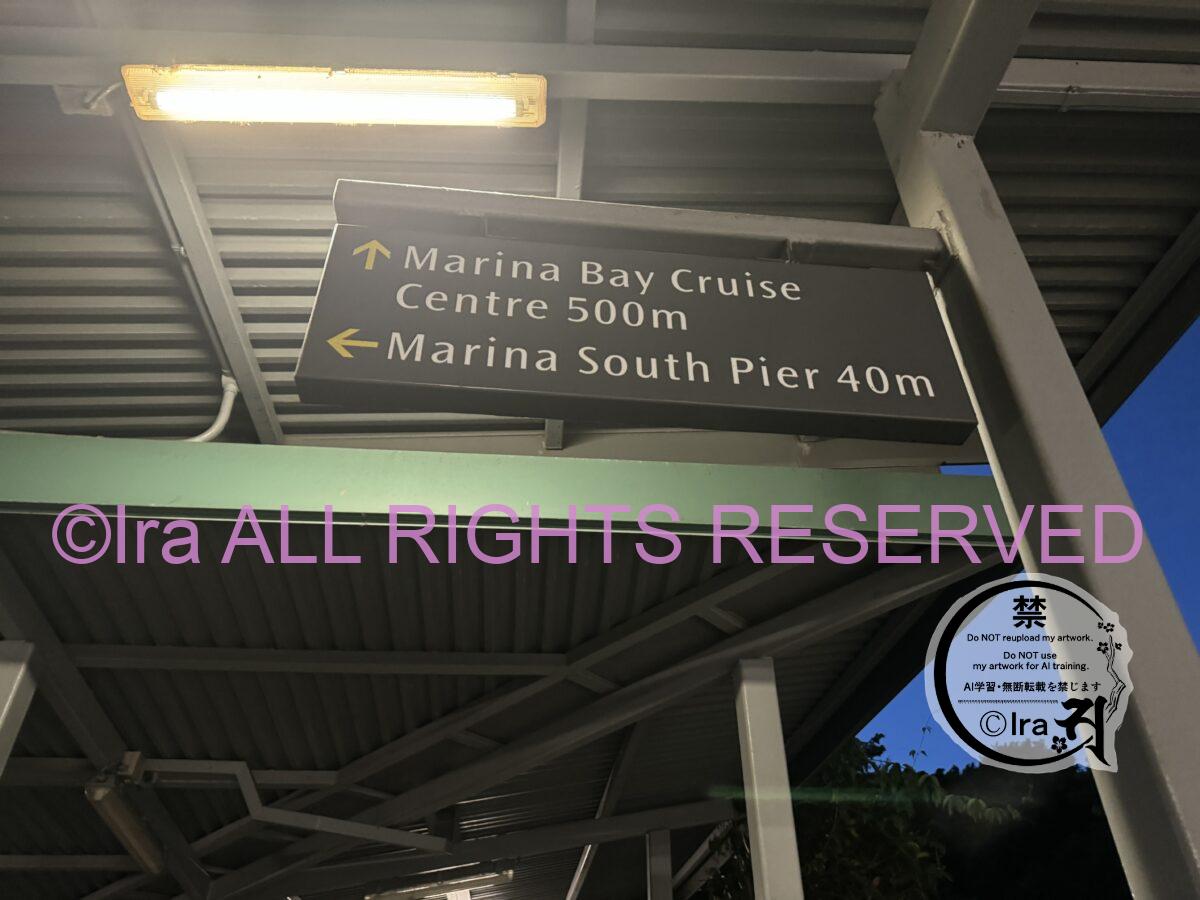 ↑ Marina Bay Cruise
Centre 500m
← Marina South Pier 40m
©Ira ALL RIGHTS RESERVED
禁
Do NOT reupload my artwork.
Do NOT use
my artwork for AI training.
AI学習・無断転載を禁じます
©Ira